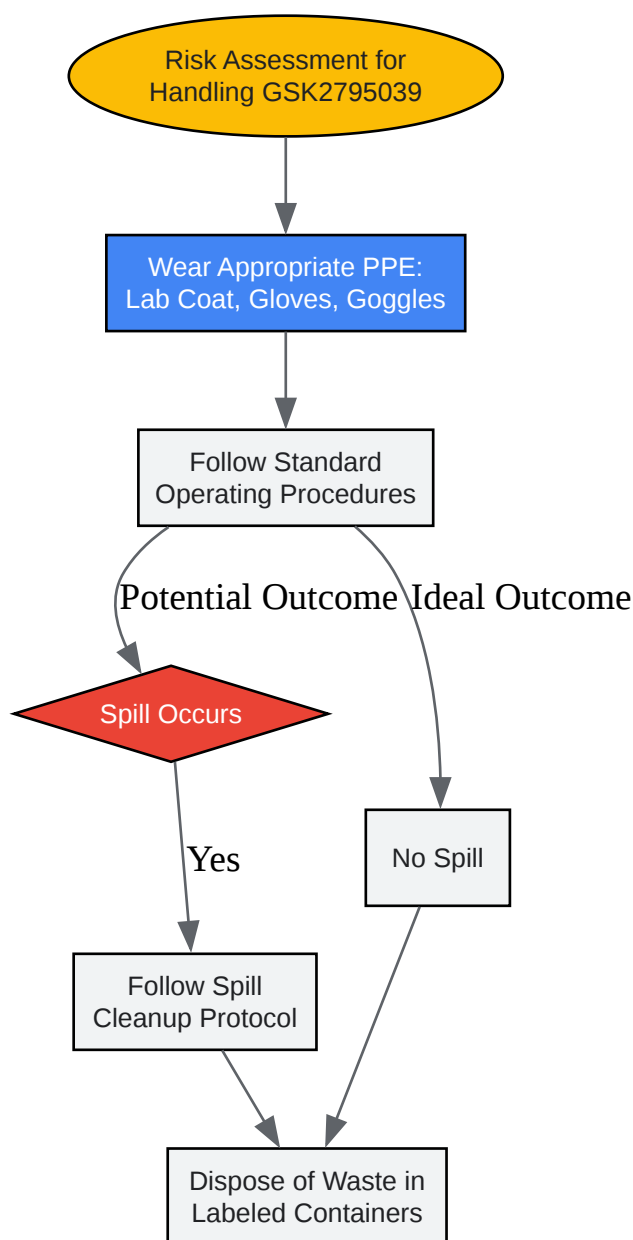 Risk Assessment for
Handling GSK2795039
Wear Appropriate PPE:
Lab Coat, Gloves, Goggles
Follow Standard
Operating Procedures
Potential Outcome
Ideal Outcome
Spill Occurs
Yes
No Spill
Follow Spill
Cleanup Protocol
Dispose of Waste in
Labeled Containers